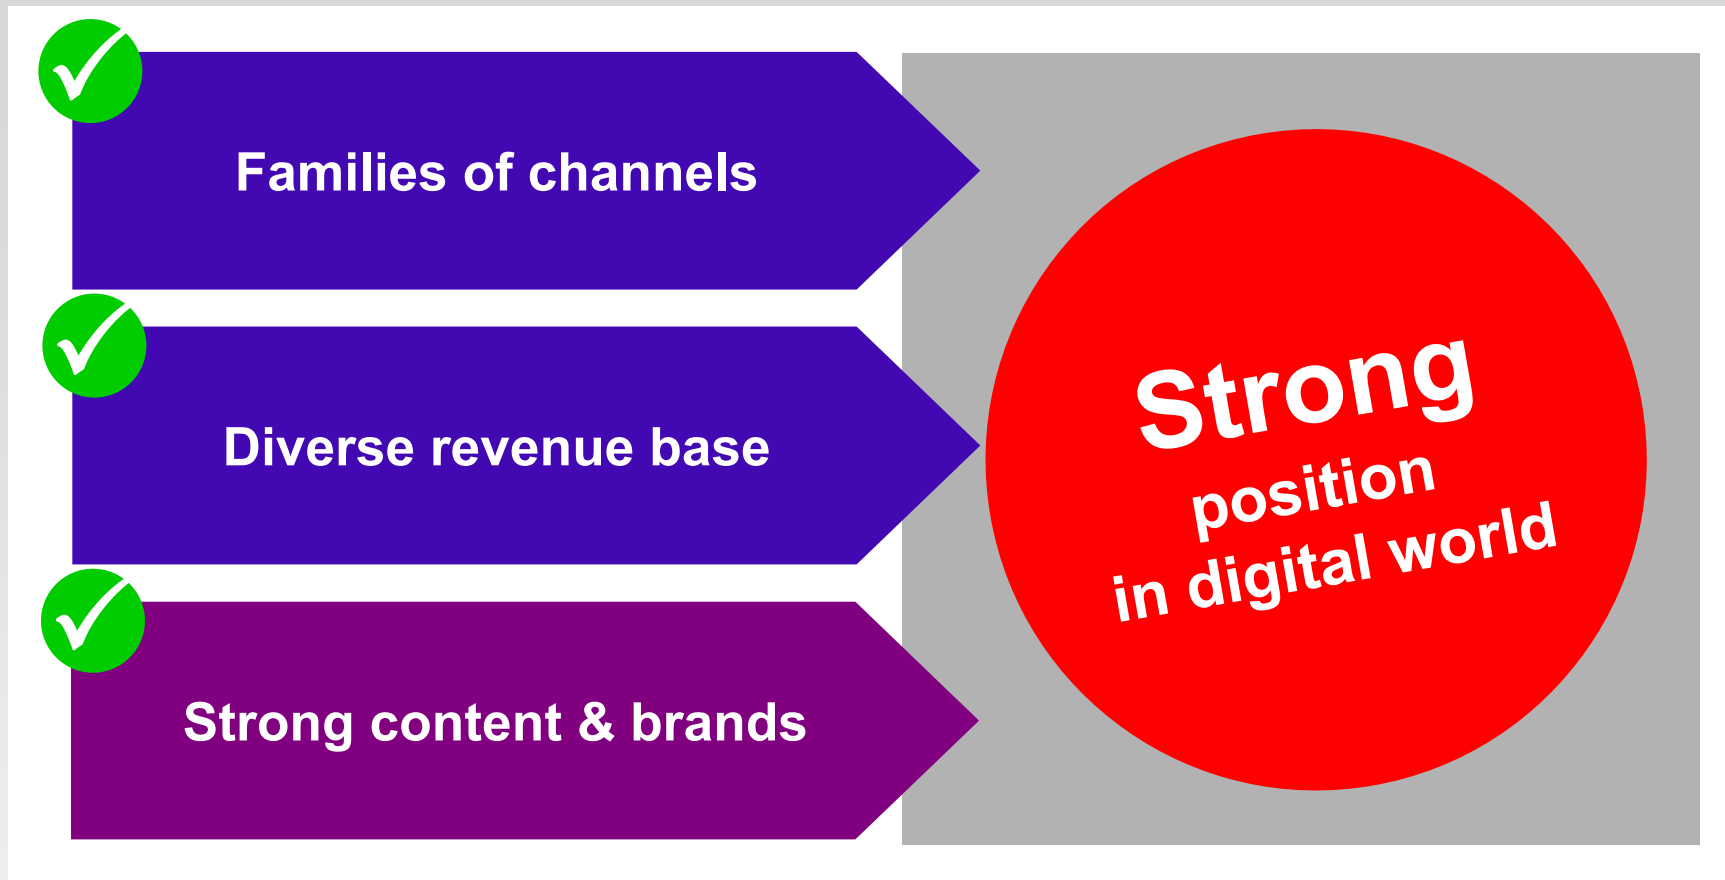 Families of channels
Diverse revenue base
Strong content & brands
Strong
position
in digital world